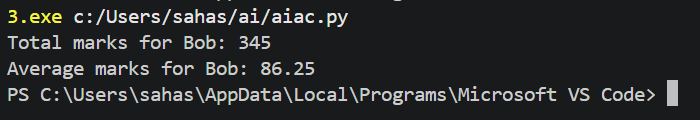 3.exe c:/Users/sahas/ai/aiac.py
Total marks for Bob: 345
Average marks for Bob: 86.25
PS C:\Users\sahas\AppData\Local\Programs\Microsoft VS Code>